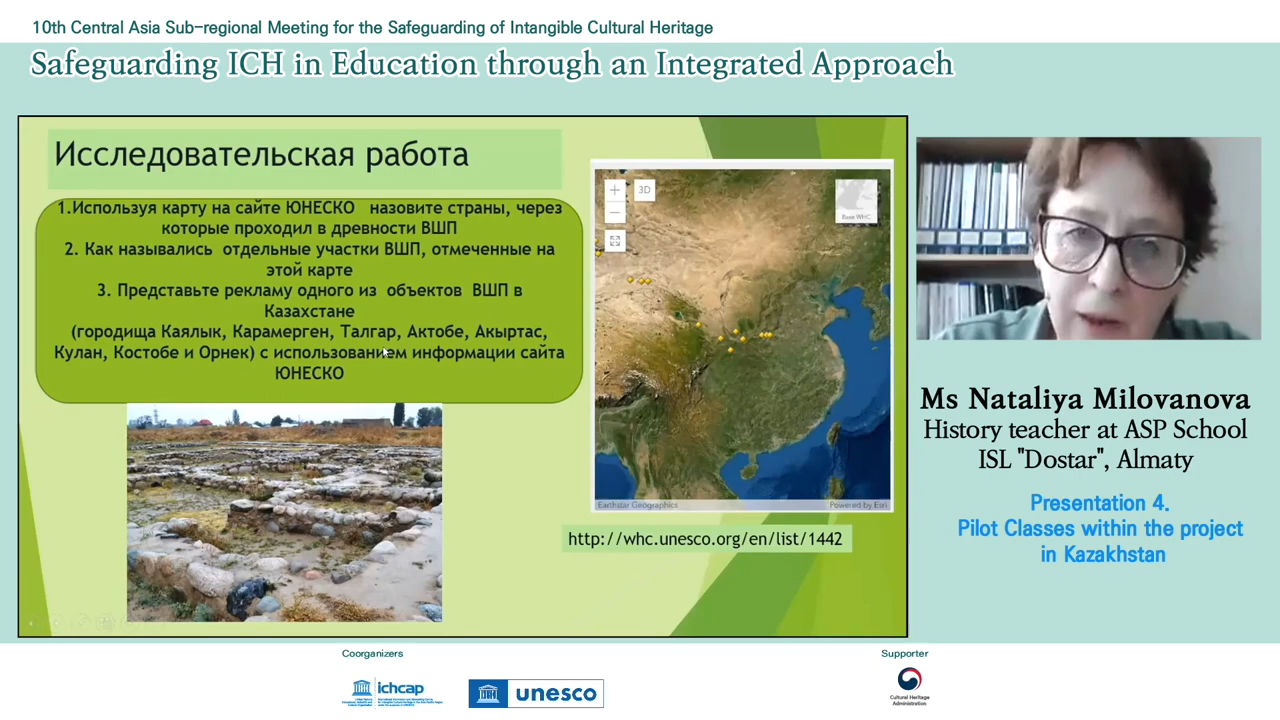 10th Central Asia Sub-regional Meeting for the Safeguarding of Intangible Cultural Heritage
Safeguarding ICH in Education through an Integrated Approach
Исследовательская работа
1.Используя карту на сайте ЮНЕСКО назовите страны, через
которые проходил в древности ВШП
2. Как назывались отдельные участки ВШП, отмеченные на
этой карте
3. Представьте рекламу одного из объектов ВШП в
Казахстане
(городища Каялык, Карамерген, Талгар, Актобе, Акыртас,
Кулан, Костобе и Орнек) с использованием информации сайта
ЮНЕСКО
3D
Base WHC
Earthstar Geographics
Powered by Esri
http://whc.unesco.org/en/list/1442
Ms Nataliya Milovanova
History teacher at ASP School
ISL "Dostar", Almaty
Presentation 4.
Pilot Classes within the project
in Kazakhstan
Coorganizers
ichcap
unesco
Supporter
Cultural Heritage
Administration